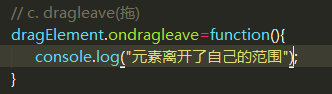 // c. dragleave(拖)
dragElement.ondragleave=function(){
console.log("元素离开了自己的范围");
}